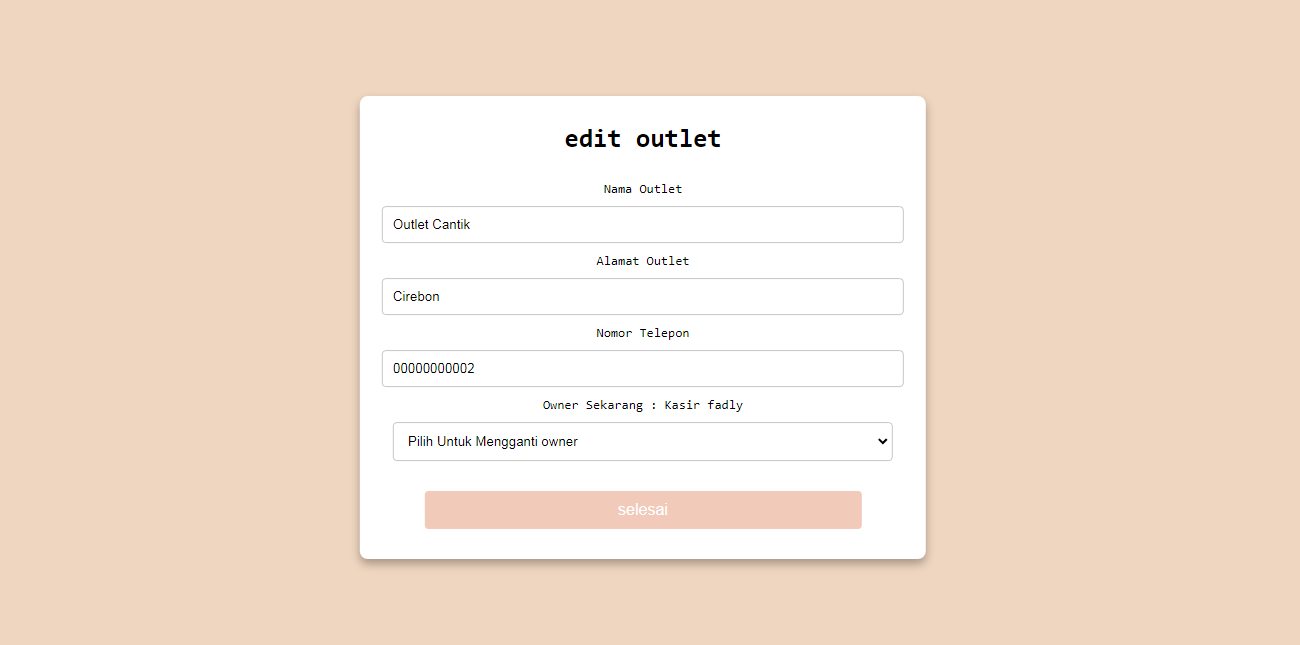 edit outlet
Nama Outlet
Outlet Cantik
Alamat Outlet
Cirebon
Nomor Telepon
00000000002
Owner Sekarang : Kasir fadly
Pilih Untuk Mengganti owner
selesai